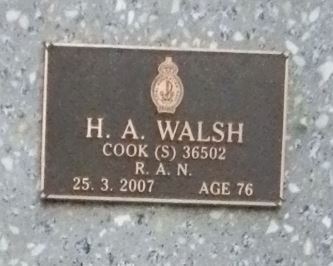 H. A. WALSH
COOK (S) 36502
R. A. N.
25. 3. 2007 AGE 76